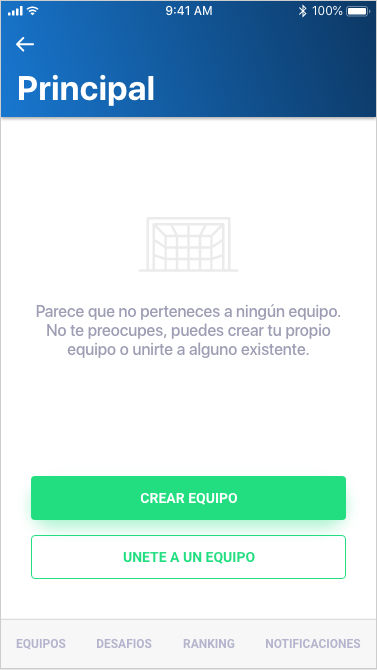 9:41 AM
100%
Principal
Parece que no perteneces a ningún equipo.
No te preocupes, puedes crear tu propio
equipo o unirte a alguno existente.
CREAR EQUIPO
UNETE A UN EQUIPO
EQUIPOS DESAFIOS RANKING NOTIFICACIONES